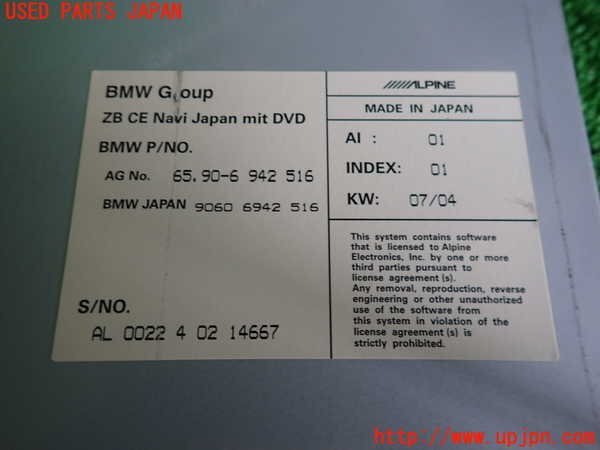 USED PARTS JAPAN
BMW Group
ZB CE Navi Japan mit DVD
BMW P/NO.
AG No. 65.90-6 942 516
BMW JAPAN 9060 6942 516
S/NO.
AL 0022 4 02 14667
ALPINE
MADE IN JAPAN
AI : 01
INDEX: 01
KW: 07/04
This system contains software
that is licensed to Alpine
Electronics, Inc. by one or more
third parties pursuant to
license agreement(s).
Any removal, reproduction, reverse
engineering or other unauthorized
use of the software from
this system in violation of the
license agreement(s) is
strictly prohibited.
http://www.upjpn.com/